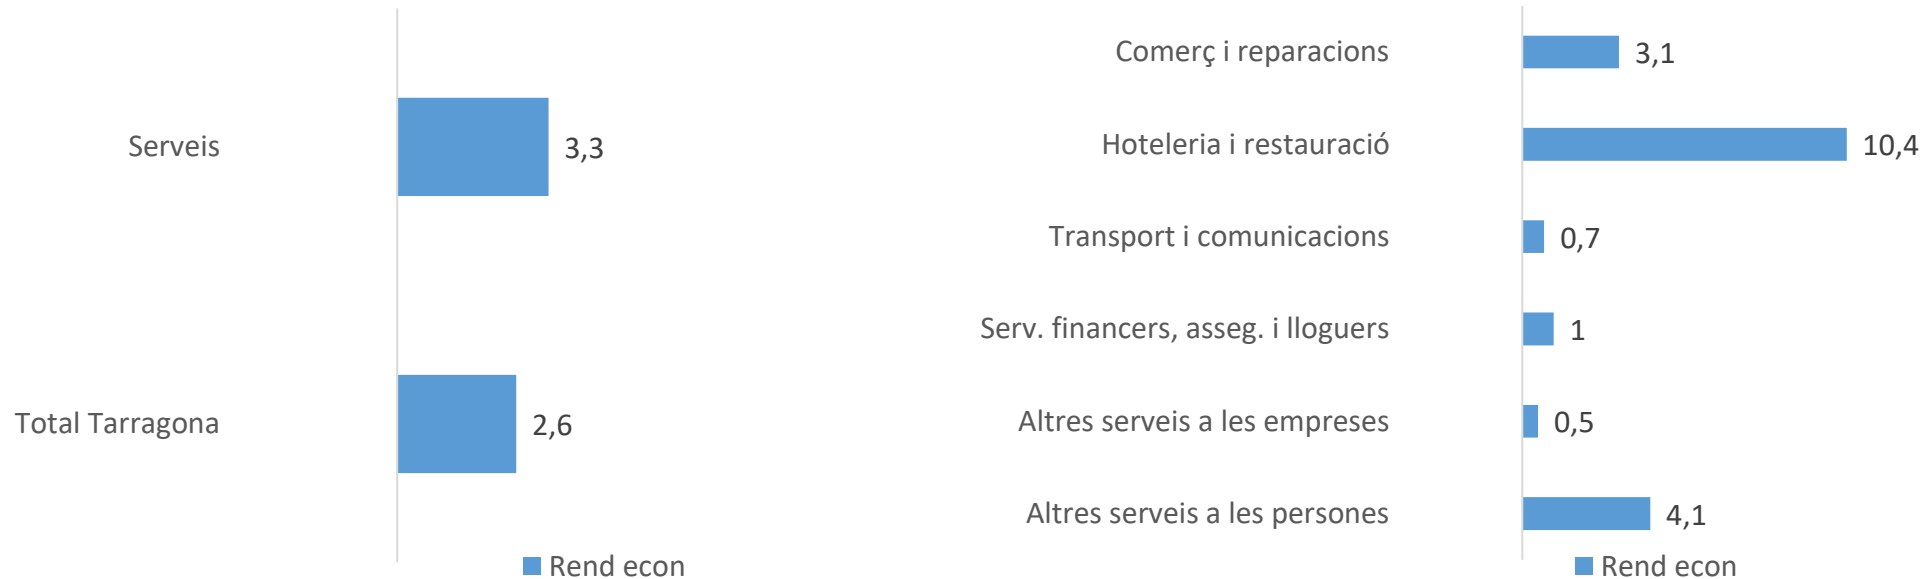 Serveis
3,3
Total Tarragona
2,6
Rend econ
Comerç i reparacions
3,1
Hoteleria i restauració
10,4
Transport i comunicacions
0,7
Serv. financers, asseg. i lloguers
1
Altres serveis a les empreses
0,5
Altres serveis a les persones
4,1
Rend econ